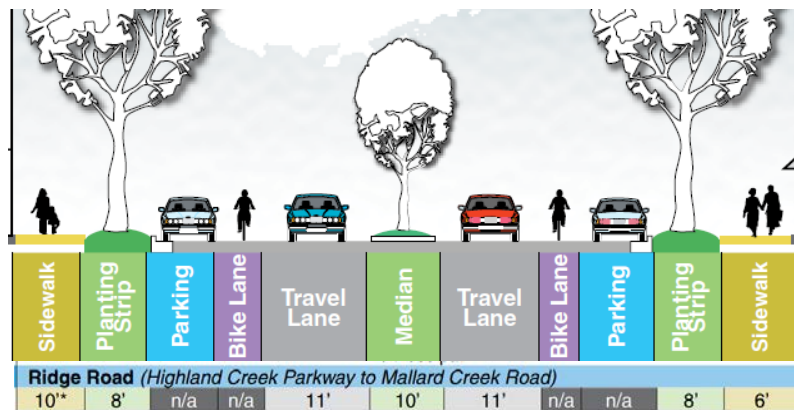 Sidewalk
Planting
Strip
Parking
Bike Lane
Travel
Lane
Median
Travel
Lane
Bike Lane
Parking
Planting
Strip
Sidewalk
Ridge Road (Highland Creek Parkway to Mallard Creek Road)
10'* 8' n/a n/a 11' 10' 11' n/a n/a 8' 6'